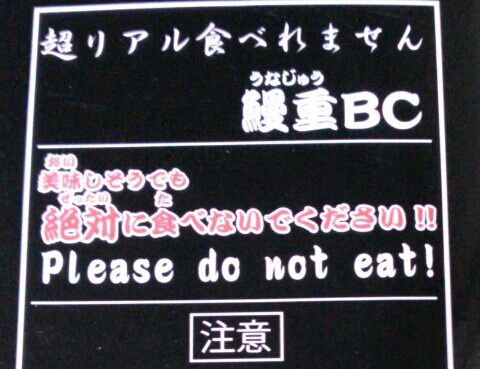 超リアル食べれません
うなじゅう
鰻重BC
おい
美味しそうでも
ぜったい た
絶対に食べないでください!!
Please do not eat!
注意